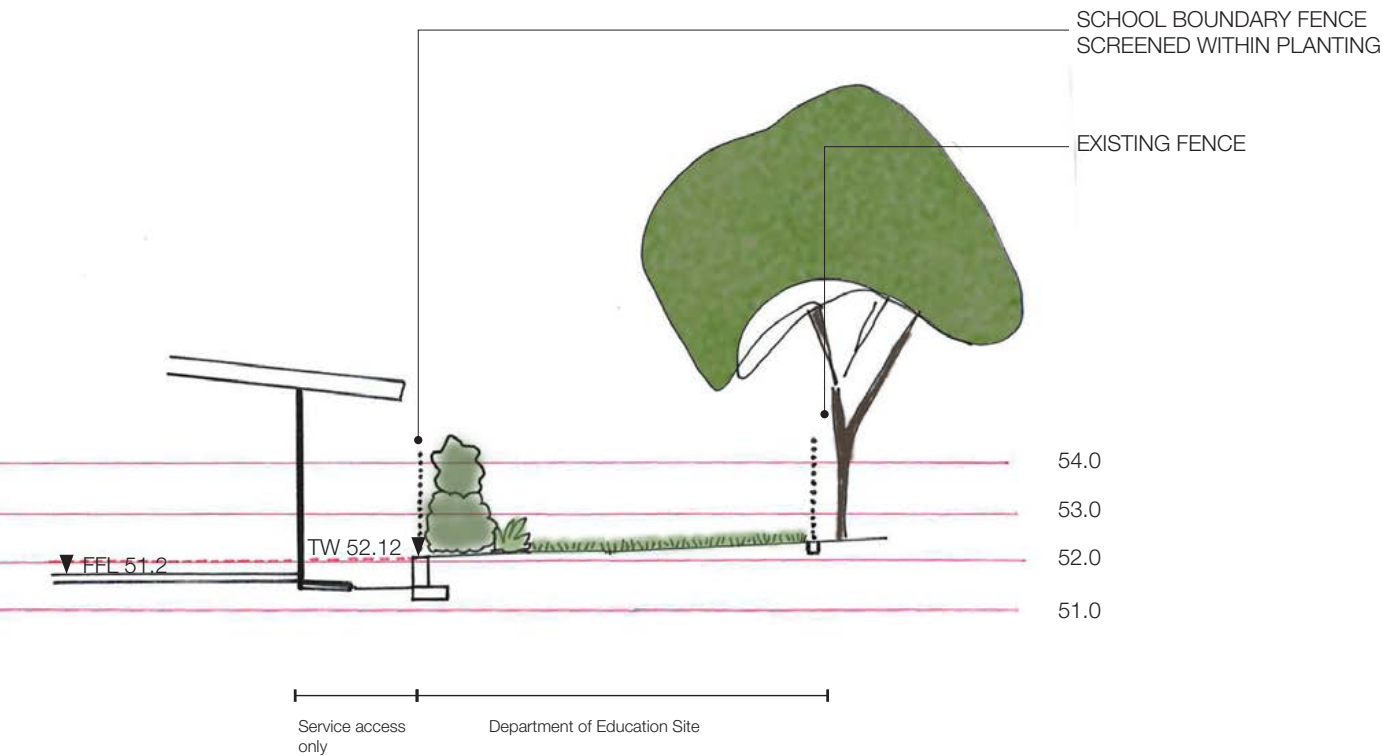 SCHOOL BOUNDARY FENCE
SCREENED WITHIN PLANTING
EXISTING FENCE
54.0
53.0
TW 52.12
52.0
FFL 51.2
51.0
Service access
only
Department of Education Site